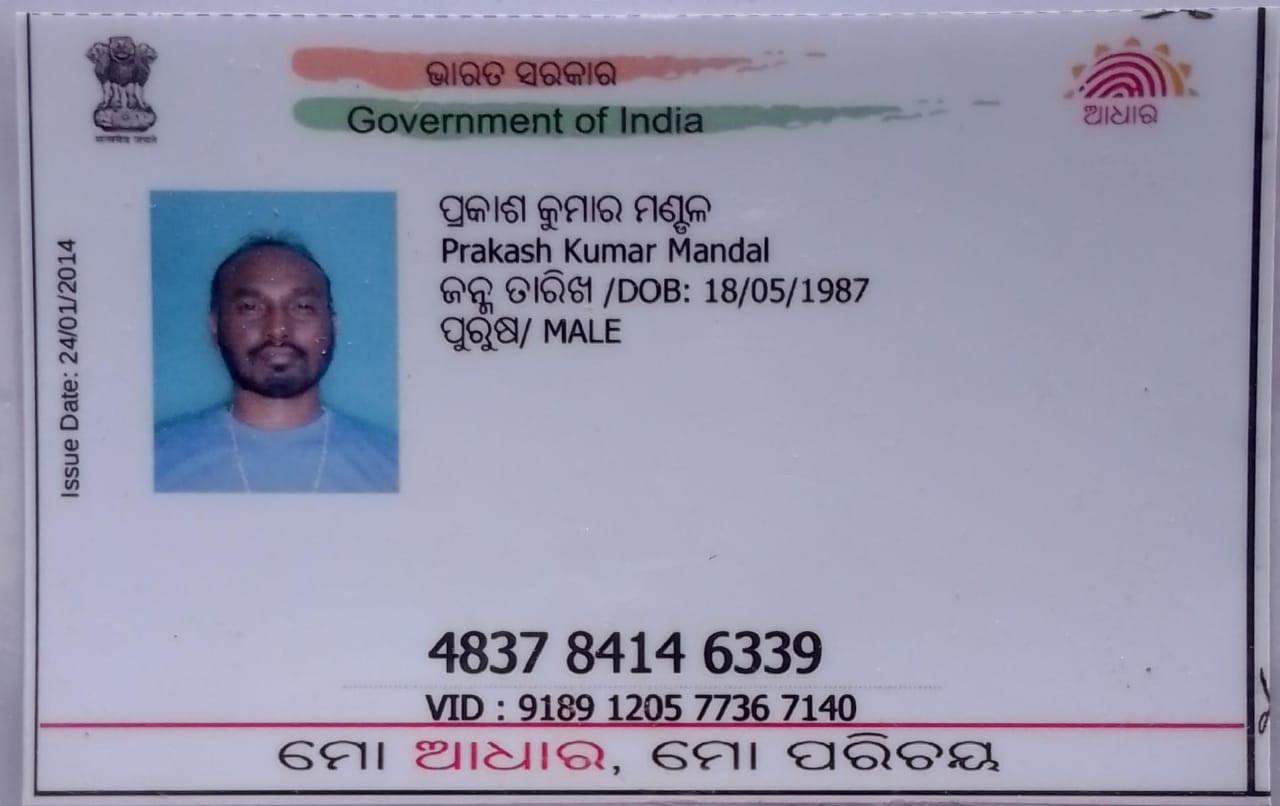 ଭାରତ ସରକାର
Government of India
ଆଧାର
Issue Date: 24/01/2014
ପ୍ରକାଶ କୁମାର ମଣ୍ଡଳ
Prakash Kumar Mandal
ଜନ୍ମ ତାରିଖ /DOB: 18/05/1987
ପୁରୁଷ/ MALE
4837 8414 6339
VID : 9189 1205 7736 7140
ମୋ ଆଧାର, ମୋ ପରିଚୟ